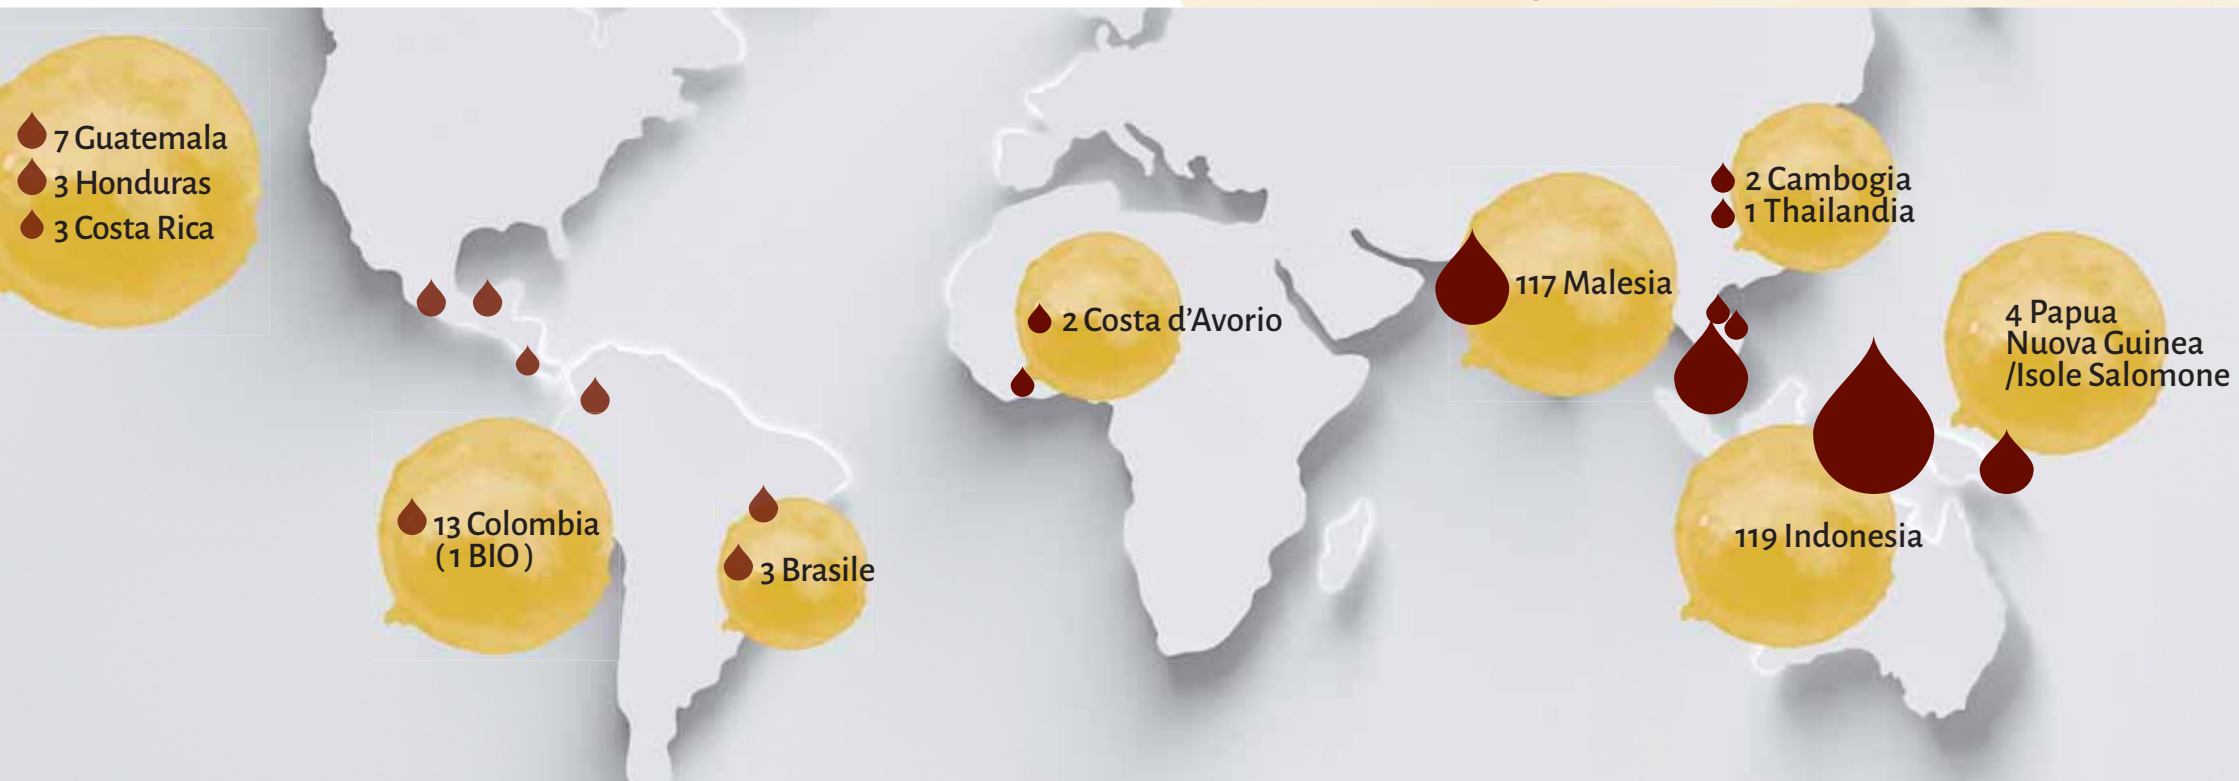 7 Guatemala
3 Honduras
3 Costa Rica
13 Colombia
( 1 BIO )
3 Brasile
2 Costa d'Avorio
117 Malesia
2 Cambogia
1 Thailandia
4 Papua
Nuova Guinea
/Isole Salomone
119 Indonesia